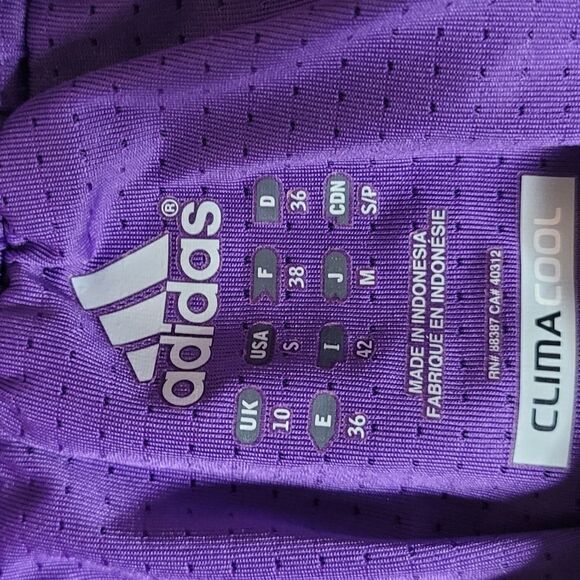 adidas®
UK USA F D
10 S 38 36
E I J CDN
36 42 M S/P
MADE IN INDONESIA
FABRIQUÉ EN INDONÉSIE
RN# 88387 CA# 40312
CLIMACOOL